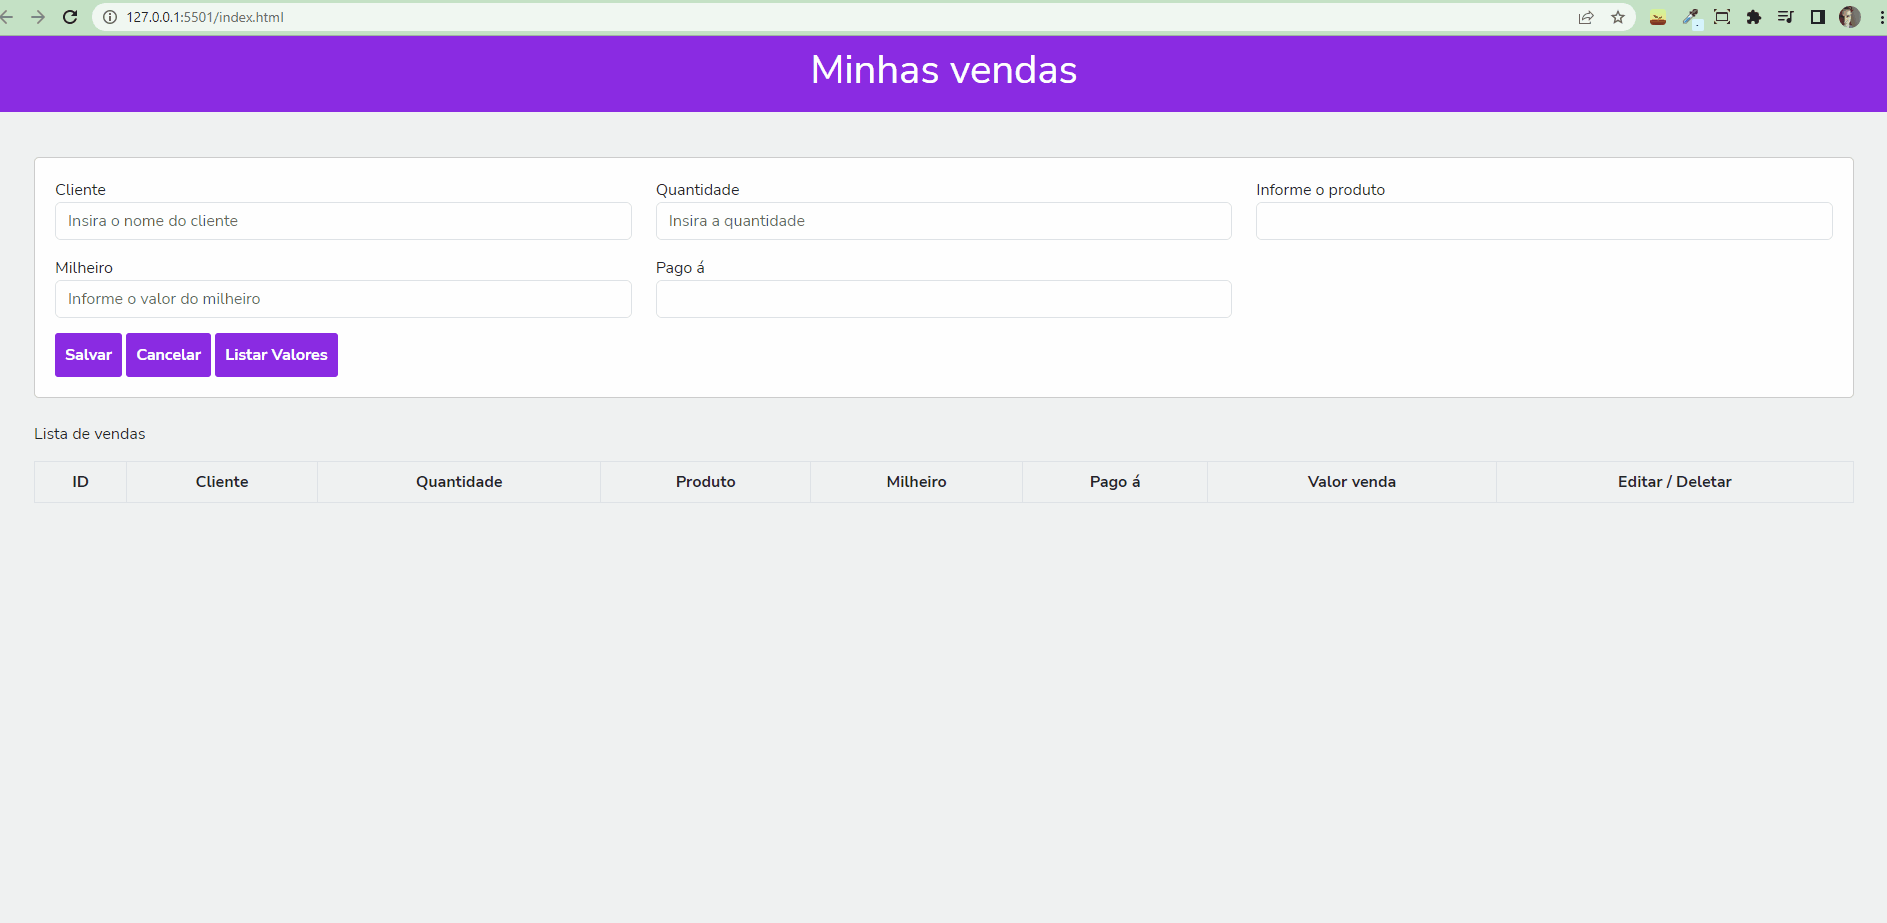 127.0.0.1:5501/index.html
Minhas vendas
Cliente Quantidade Informe o produto
Insira o nome do cliente Insira a quantidade
Milheiro Pago á
Informe o valor do milheiro
Salvar Cancelar Listar Valores
Lista de vendas
ID Cliente Quantidade Produto Milheiro Pago á Valor venda Editar / Deletar